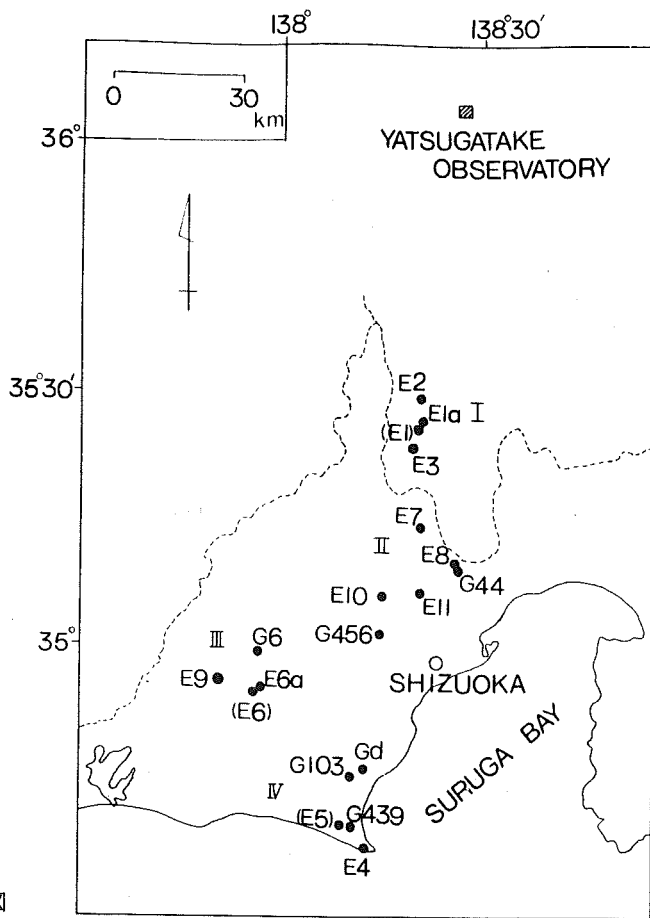 138°
138°30′
0
30
km
36°
YATSUGATAKE
OBSERVATORY
35°30′
E2
E1a
I
(E1)
E3
E7
II
E8
G44
E10
E11
G456
35°
III
G6
E9
E6a
(E6)
SHIZUOKA
SURUGA BAY
Gd
G103
IV
(E5)
G439
E4